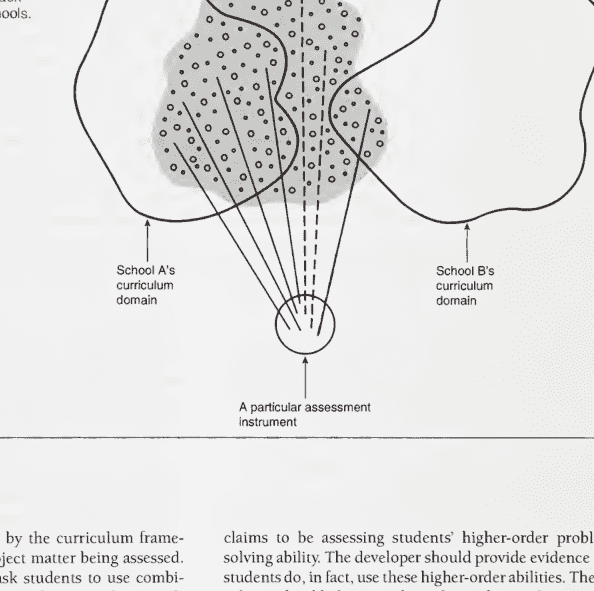 ools.
School A's
curriculum
domain
School B's
curriculum
domain
A particular assessment
instrument
by the curriculum frame-
ject matter being assessed.
ask students to use combi-
claims to be assessing students' higher-order probl
solving ability. The developer should provide evidence
students do, in fact, use these higher-order abilities. The